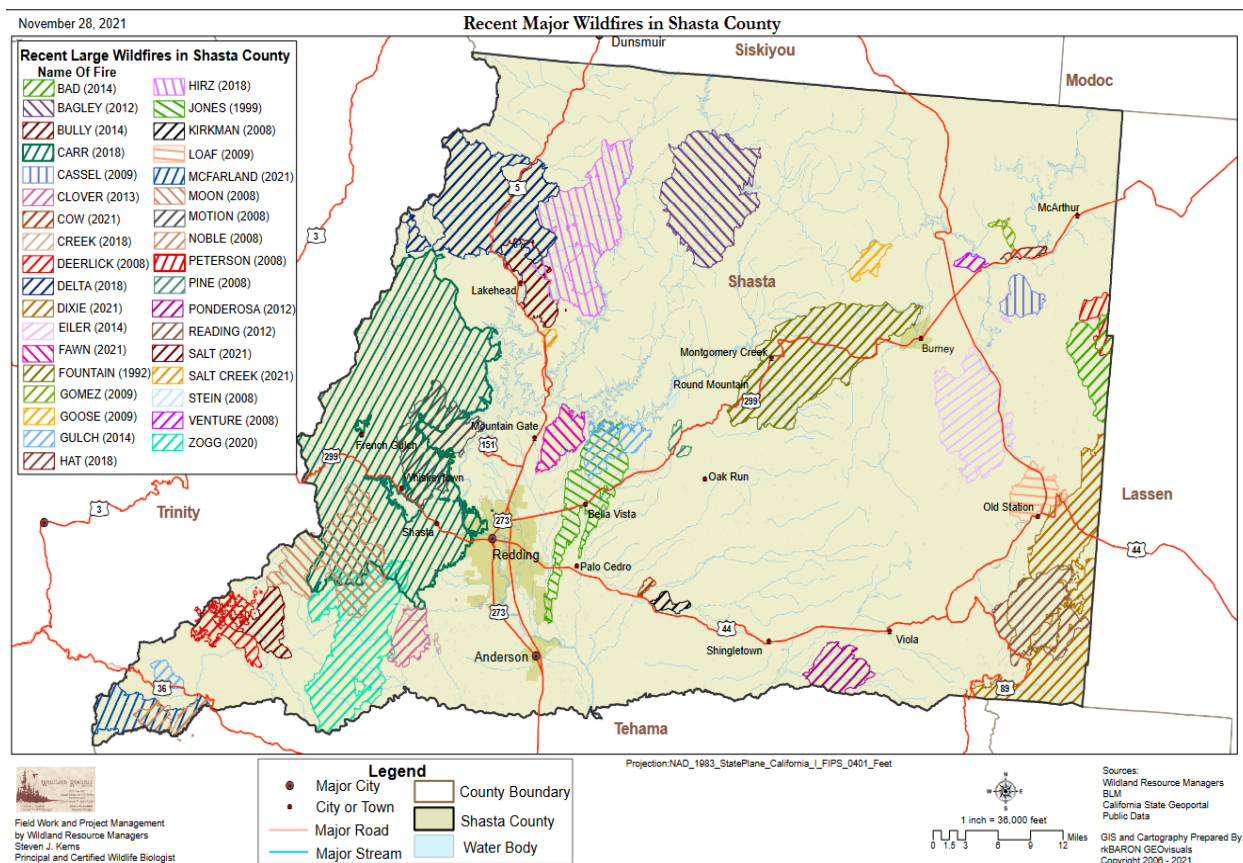 November 28, 2021
Recent Major Wildfires in Shasta County
Recent Large Wildfires in Shasta County
Name Of Fire
BAD (2014)
BAGLEY (2012)
BULLY (2014)
CARR (2018)
CASSEL (2009)
CLOVER (2013)
COW (2021)
CREEK (2018)
DEERLICK (2008)
DELTA (2018)
DIXIE (2021)
EILER (2014)
FAWN (2021)
FOUNTAIN (1992)
GOMEZ (2009)
GOOSE (2009)
GULCH (2014)
HAT (2018)
HIRZ (2018)
JONES (1999)
KIRKMAN (2008)
LOAF (2009)
MCFARLAND (2021)
MOON (2008)
MOTION (2008)
NOBLE (2008)
PETERSON (2008)
PINE (2008)
PONDEROSA (2012)
READING (2012)
SALT (2021)
SALT CREEK (2021)
STEIN (2008)
VENTURE (2008)
ZOGG (2020)
Dunsmuir
Siskiyou
Modoc
5
3
McArthur
Lakehead
Shasta
Montgomery Creek
Burney
Round Mountain
299
Mountain Gate
French Gulch
151
299
Whiskeytown
Oak Run
Lassen
3
Trinity
Bella Vista
Old Station
Shasta
273
Redding
44
Palo Cedro
273
44
Viola
Shingletown
Anderson
36
89
Tehama
Projection:NAD_1983_StatePlane_California_I_FIPS_0401_Feet
Field Work and Project Management
by Wildland Resource Managers
Steven J. Kerns
Principal and Certified Wildlife Biologist
Legend
Major City
City or Town
Major Road
Major Stream
County Boundary
Shasta County
Water Body
N
W
E
S
1 inch = 36,000 feet
0 1.5 3 6 9 12 Miles
Sources:
Wildland Resource Managers
BLM
California State Geoportal
Public Data
GIS and Cartography Prepared By:
rkBARON GEOvisuals
Copyright 2006 - 2021